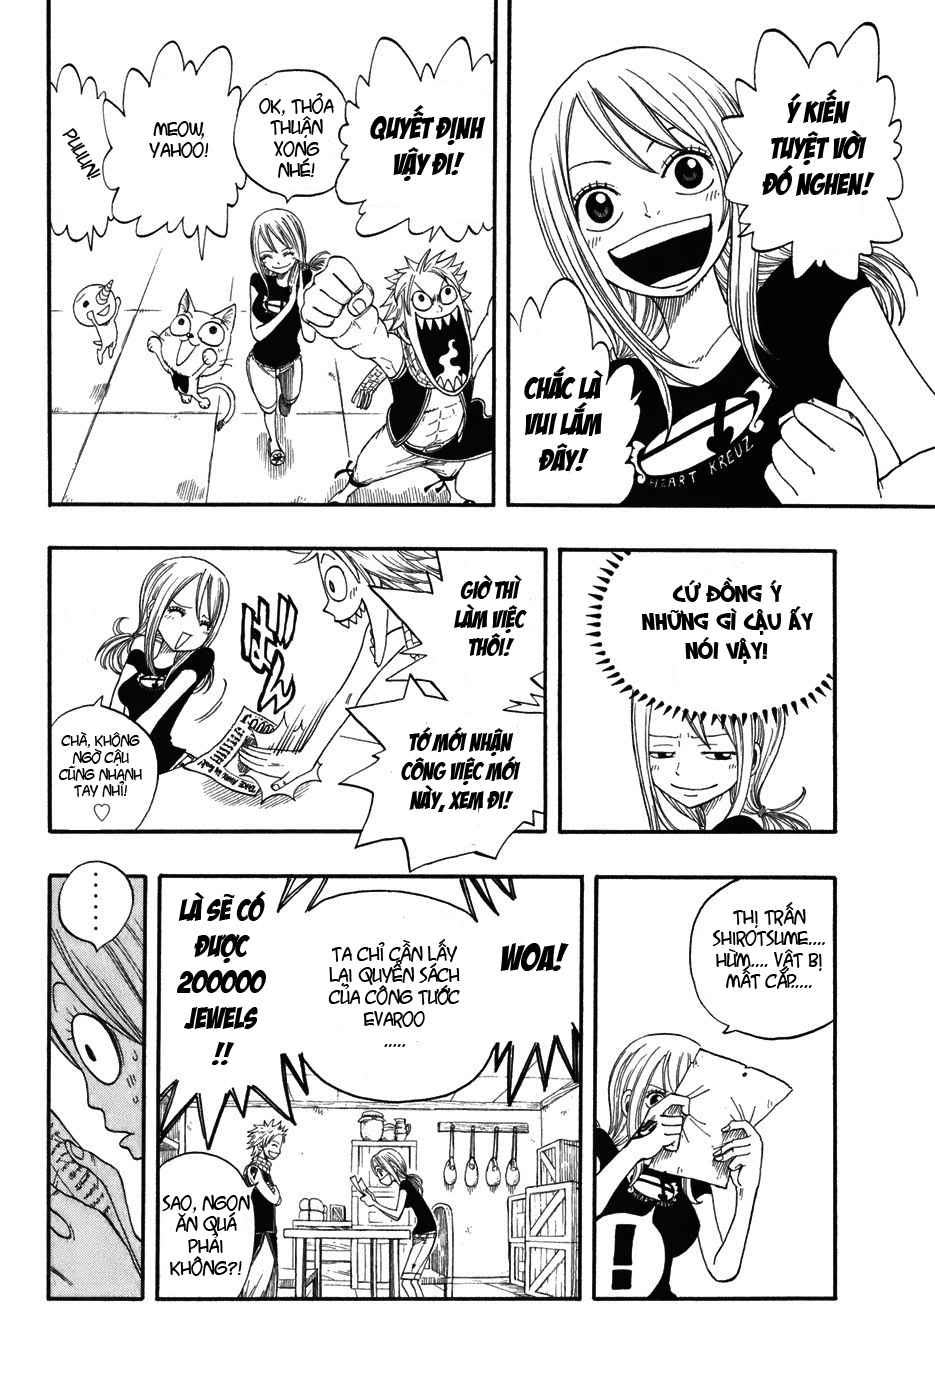 Ý KIẾN
TUYỆT VỜI
ĐÓ NGHEN!
CHẮC LÀ
VUI LẮM
ĐÂY!
HEART KREUZ
QUYẾT ĐỊNH
VẬY ĐI!
OK, THỎA
THUẬN
XONG
NHÉ!
MEOW,
YAHOO!
PUHUN!
CỨ ĐỒNG Ý
NHỮNG GÌ CẬU ẤY
NÓI VẬY!
GIỜ THÌ
LÀM VIỆC
THÔI!
TỚ MỚI NHẬN
CÔNG VIỆC MỚI
NÀY, XEM ĐI!
ばん
CHÀ, KHÔNG
NGỜ CẬU
CŨNG NHANH
TAY NHỈ!
♡
THỊ TRẤN
SHIROTSUME....
HỪM.... VẬT BỊ
MẤT CẮP....
!
WOA!
TA CHỈ CẦN LẤY
LẠI QUYỂN SÁCH
CỦA CÔNG TƯỚC
EVAROO
.....
LÀ SẼ CÓ
ĐƯỢC
200000
JEWELS
!!
SAO, NGON
ĂN QUÁ
PHẢI
KHÔNG?!
......